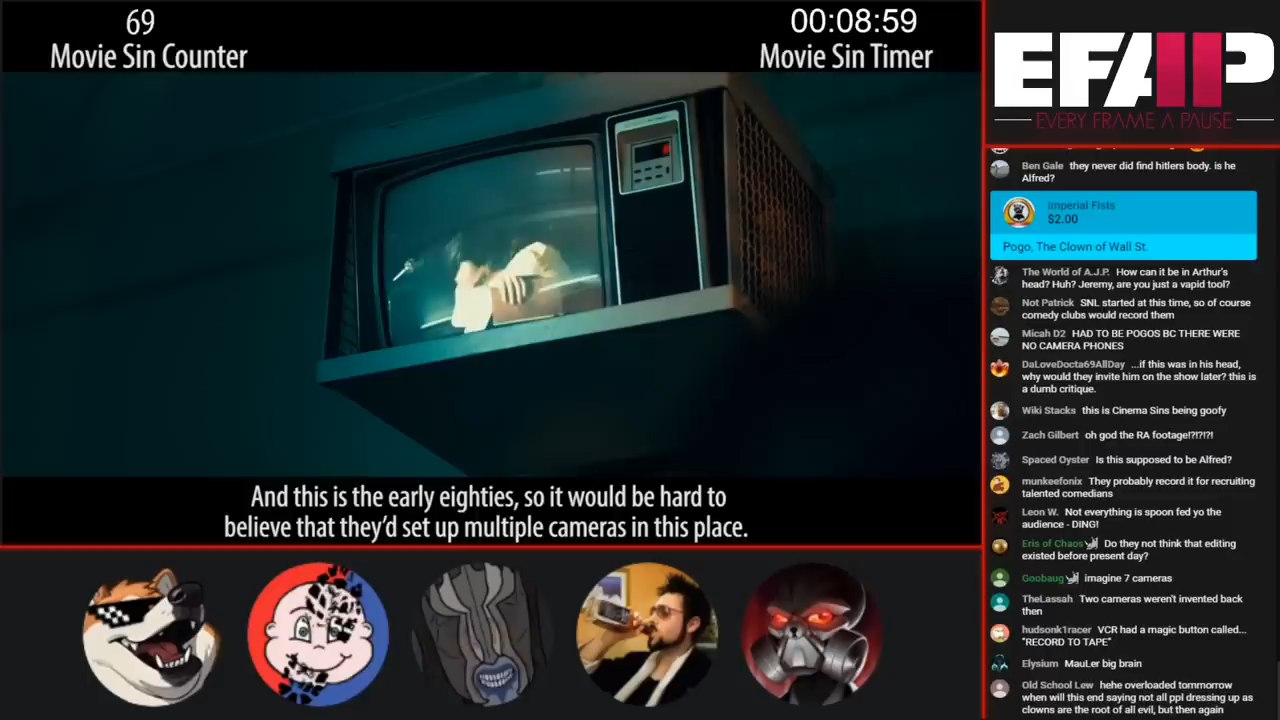 69
Movie Sin Counter
00:08:59
Movie Sin Timer
And this is the early eighties, so it would be hard to
believe that they'd set up multiple cameras in this place.
EFAP
EVERY FRAME A PAUSE
Ben Gale they never did find hitlers body. is he
Alfred?
Imperial Fists
$2.00
Pogo, The Clown of Wall St.
The World of A.J.P. How can it be in Arthur's
head? Huh? Jeremy, are you just a vapid tool?
Not Patrick SNL started at this time, so of course
comedy clubs would record them
Micah D2 HAD TO BE POGOS BC THERE WERE
NO CAMERA PHONES
DaLoveDocta69AllDay ...if this was in his head,
why would they invite him on the show later? this is
a dumb critique.
Wiki Stacks this is Cinema Sins being goofy
Zach Gilbert oh god the RA footage!?!?!?!
Spaced Oyster Is this supposed to be Alfred?
munkeefonix They probably record it for recruiting
talented comedians
Leon W. Not everything is spoon fed yo the
audience - DING!
Eris of Chaos Do they not think that editing
existed before present day?
Goobaug imagine 7 cameras
TheLassah Two cameras weren't invented back
then
hudsonk1racer VCR had a magic button called...
"RECORD TO TAPE"
Elysium MauLer big brain
Old School Lew hehe overloaded tommorrow
when will this end saying not all ppl dressing up as
clowns are the root of all evil, but then again